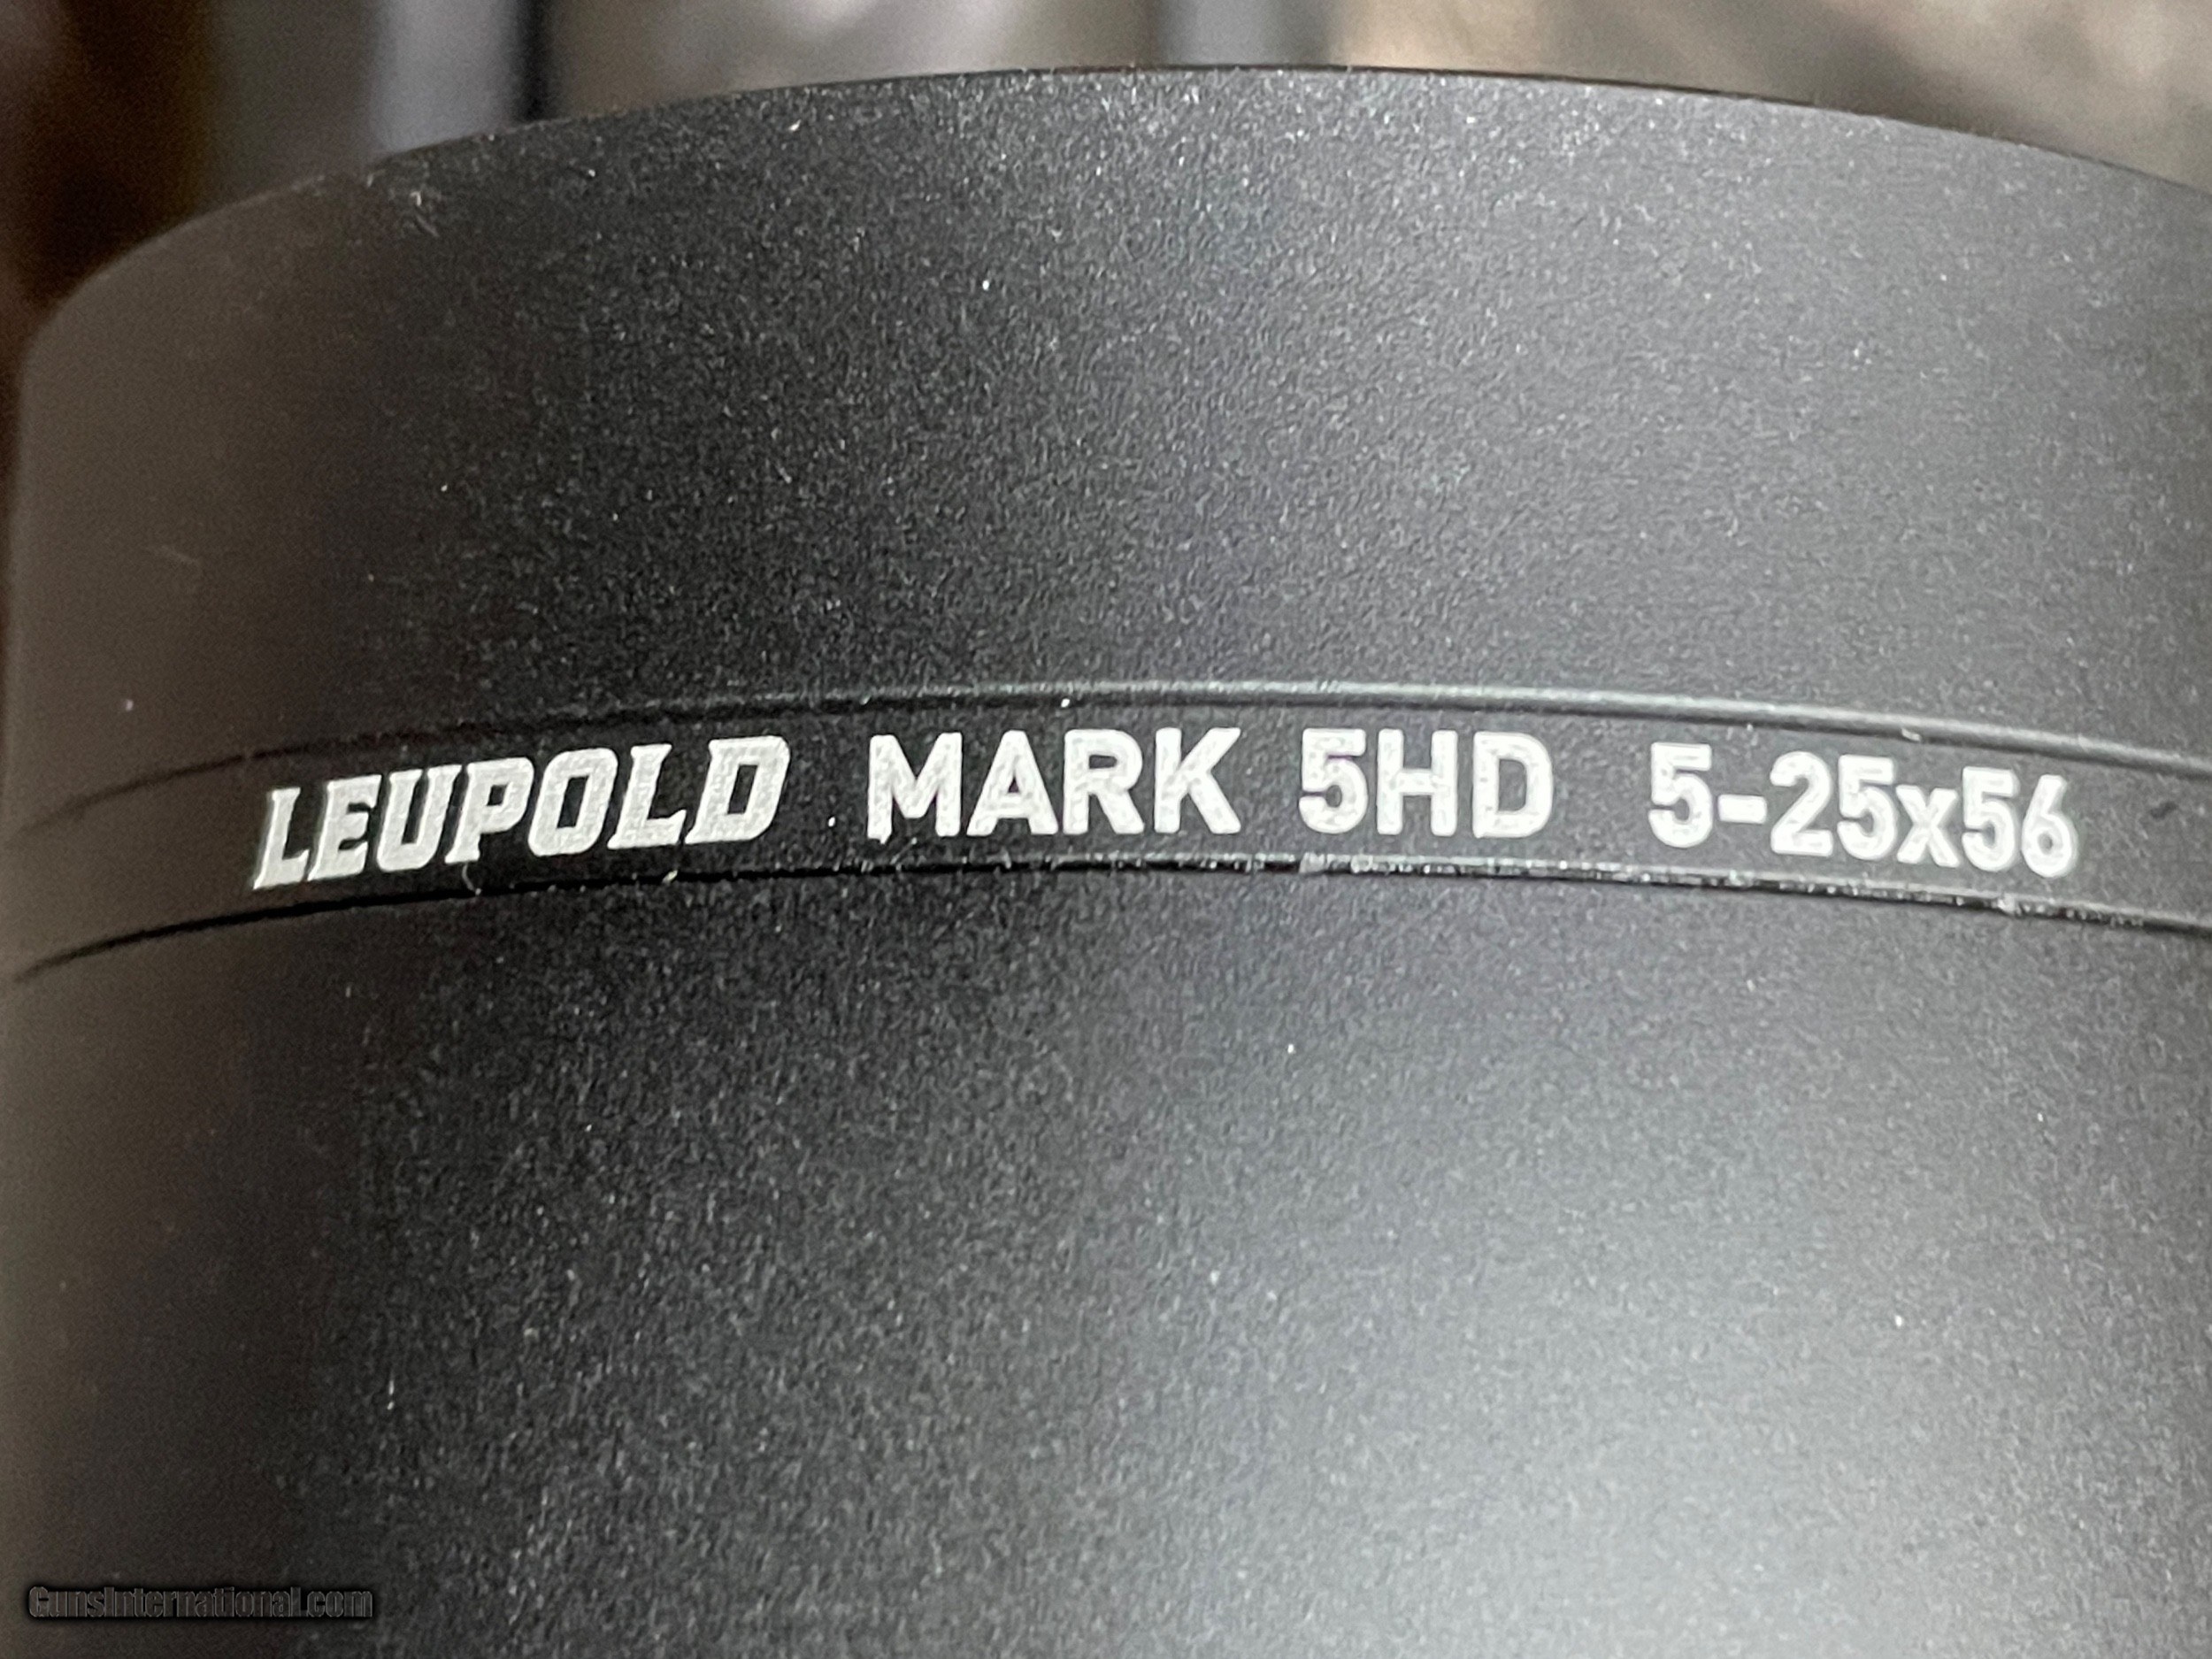 LEUPOLD MARK 5HD 5-25x56
GunsInternational.com